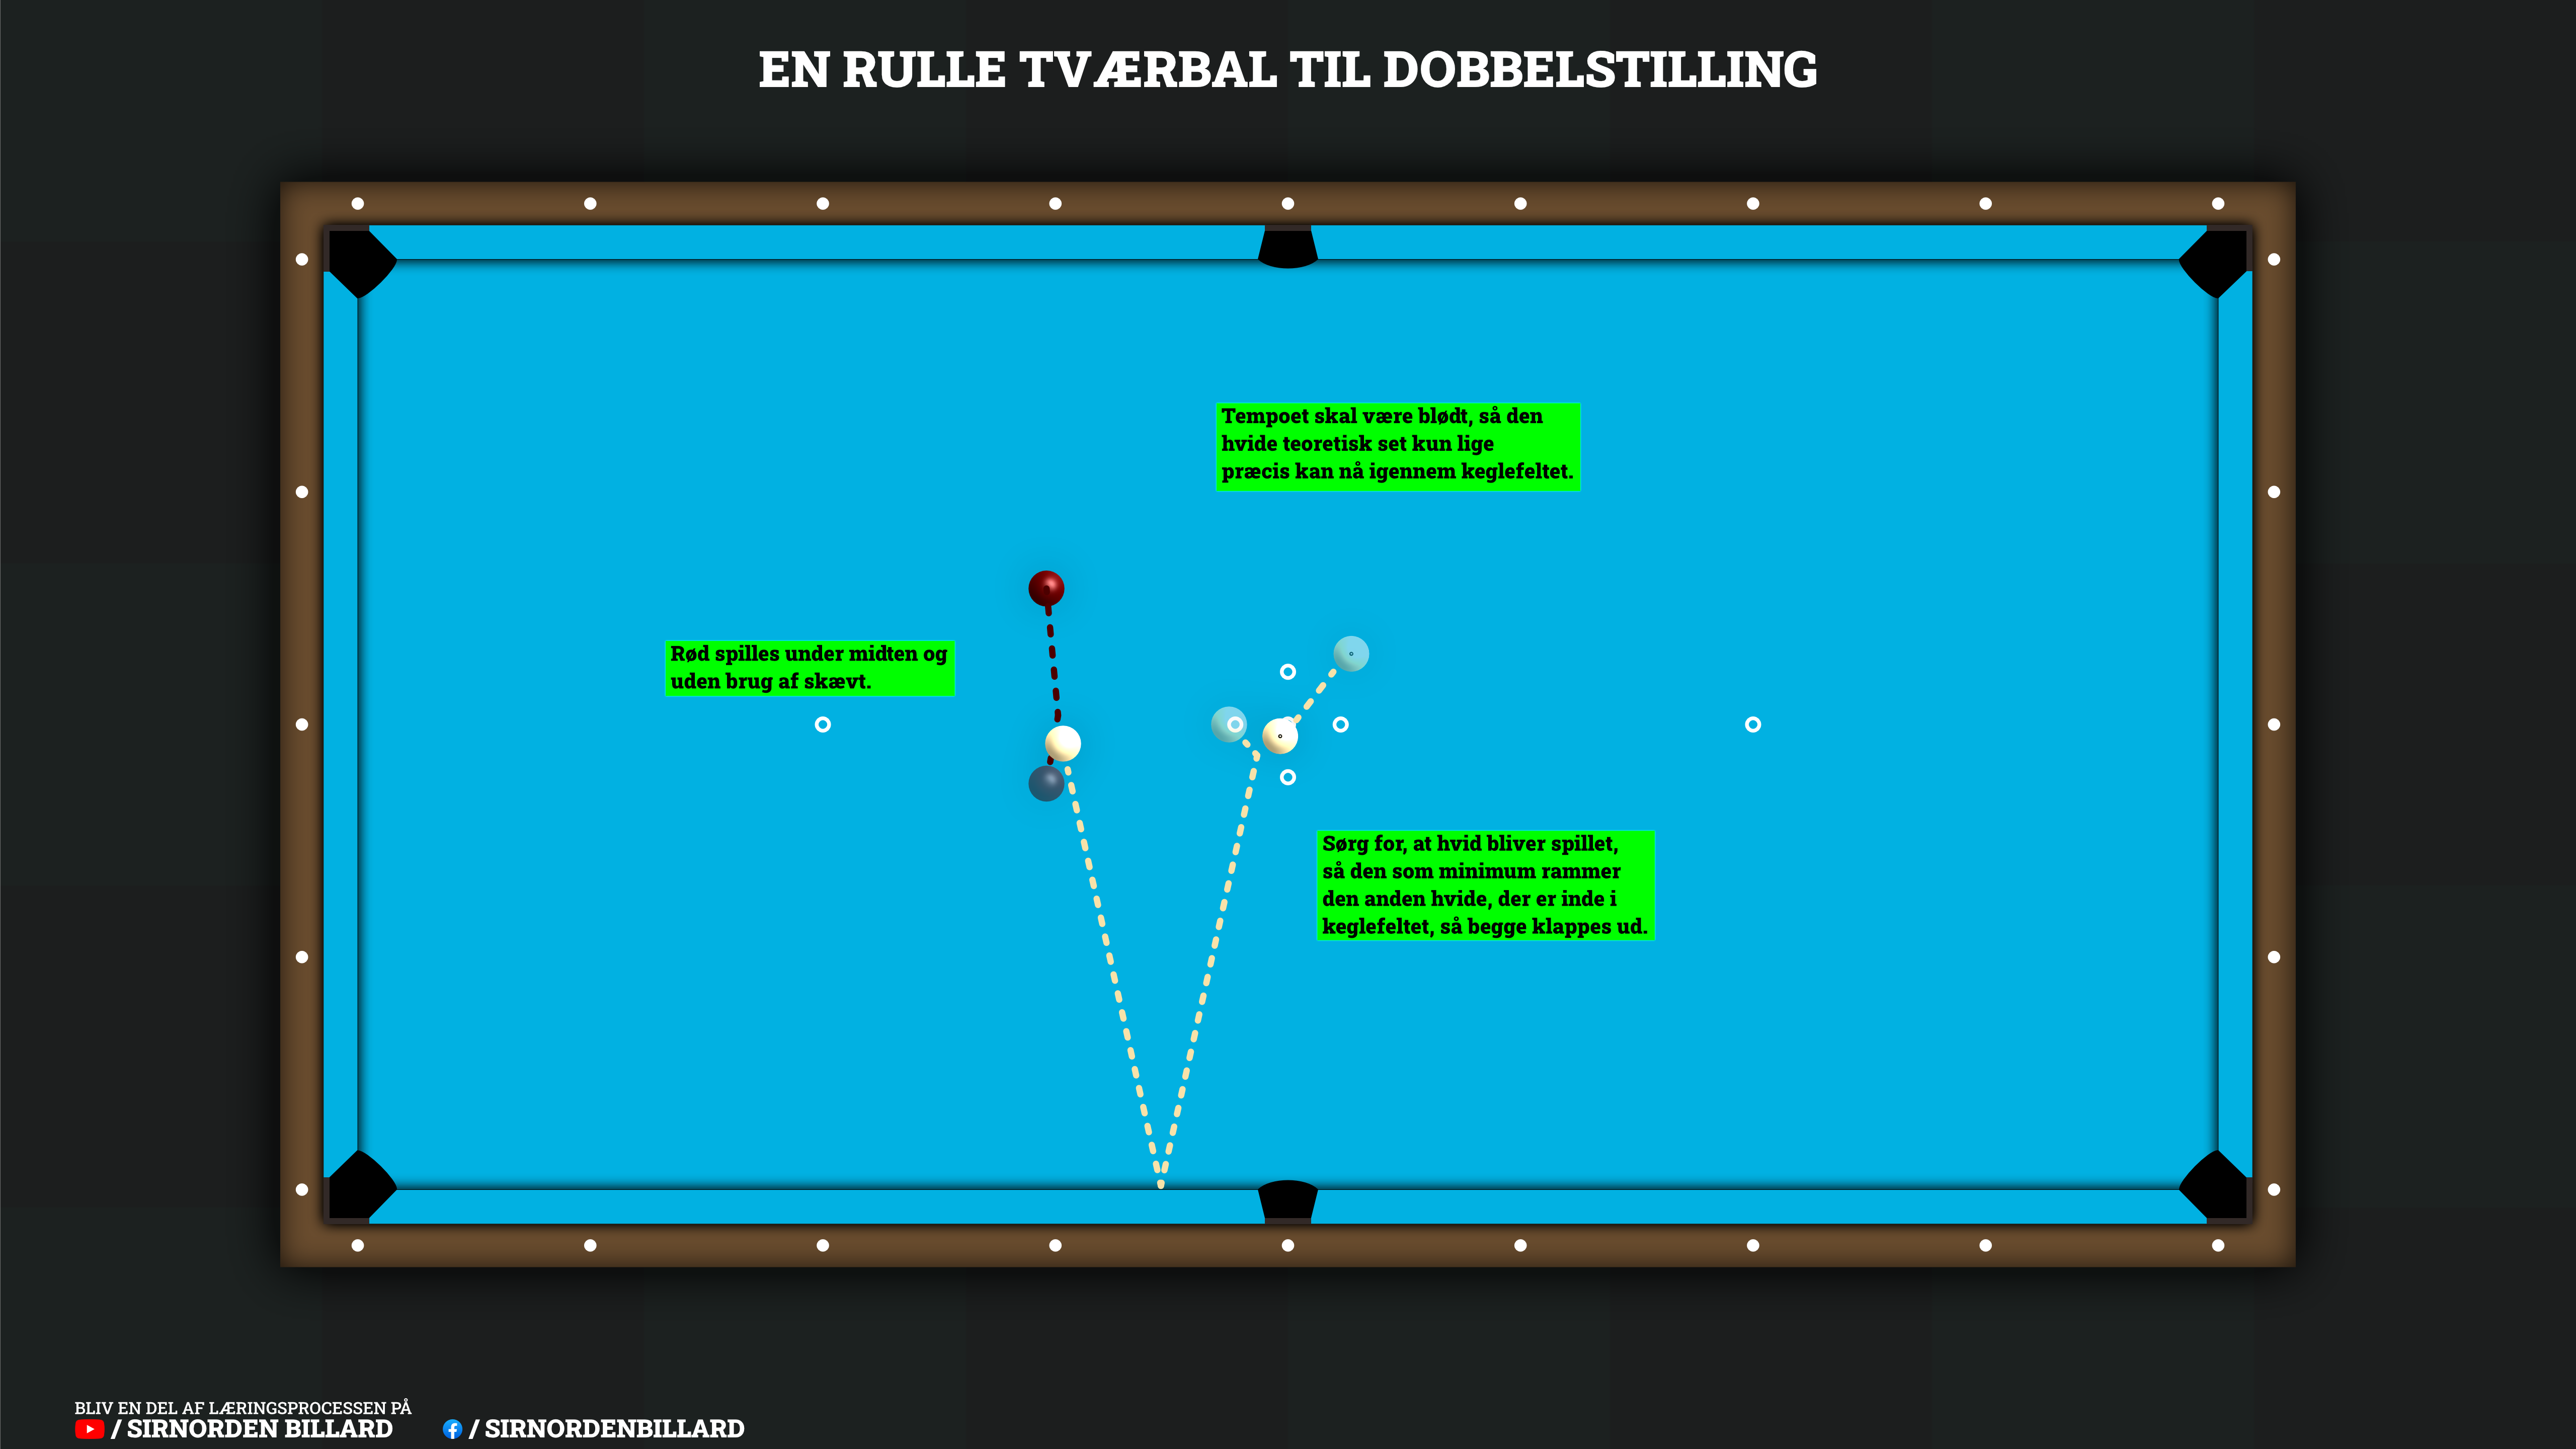 EN RULLE TVÆRBAL TIL DOBBELSTILLING
Tempoet skal være blødt, så den
hvide teoretisk set kun lige
præcis kan nå igennem keglefeltet.
Rød spilles under midten og
uden brug af skævt.
Sørg for, at hvid bliver spillet,
så den som minimum rammer
den anden hvide, der er inde i
keglefeltet, så begge klappes ud.
BLIV EN DEL AF LÆRINGSPROCESSEN PÅ
/ SIRNORDEN BILLARD
/ SIRNORDENBILLARD